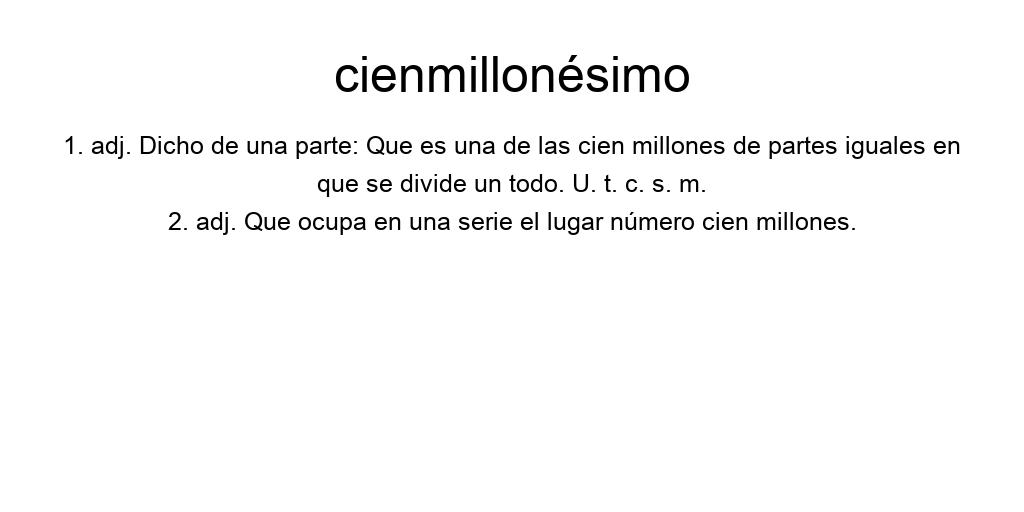 cienmillonésimo
1. adj. Dicho de una parte: Que es una de las cien millones de partes iguales en
que se divide un todo. U. t. c. s. m.
2. adj. Que ocupa en una serie el lugar número cien millones.